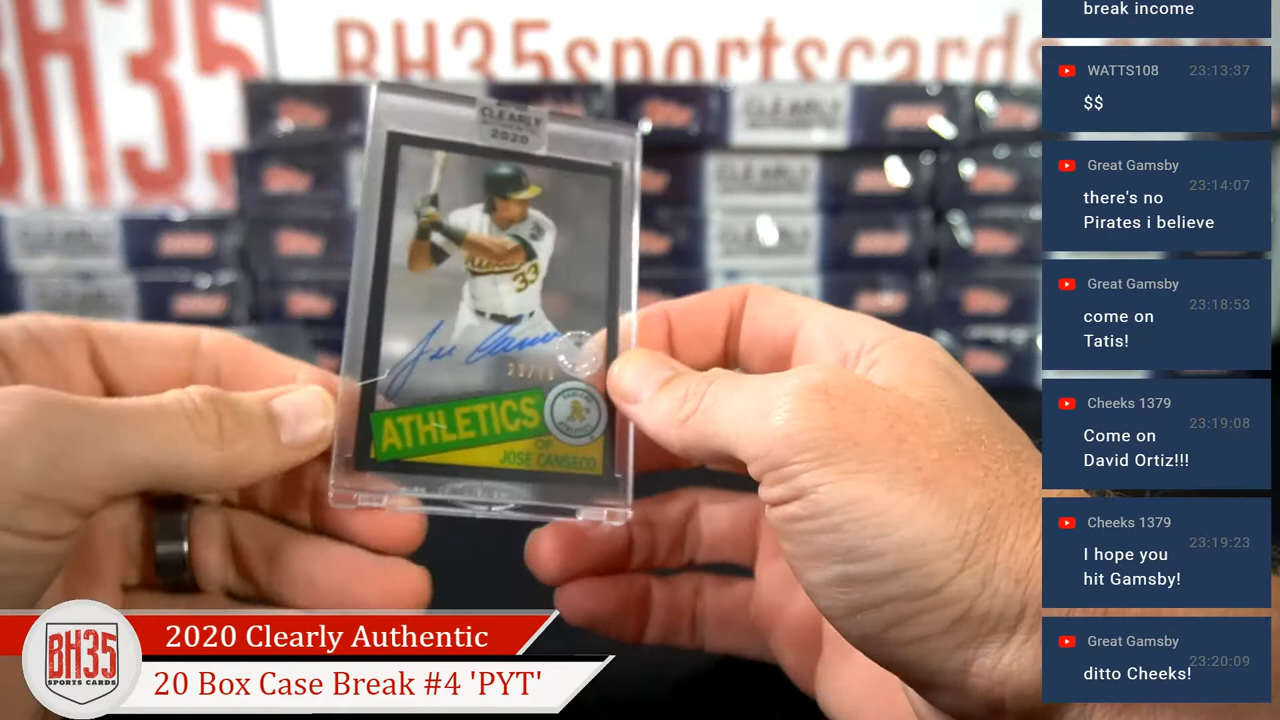 BH35
BH35sportscards
CLEARLY
2020
33
ATHLETICS
OF
JOSE CANSECO
CLEARLY
CLEARLY
BH35
SPORTS CARDS
2020 Clearly Authentic
20 Box Case Break #4 'PYT'
break income
WATTS108 23:13:37
$$
Great Gamsby 23:14:07
there's no
Pirates i believe
Great Gamsby 23:18:53
come on
Tatis!
Cheeks 1379 23:19:08
Come on
David Ortiz!!!
Cheeks 1379 23:19:23
I hope you
hit Gamsby!
Great Gamsby 23:20:09
ditto Cheeks!